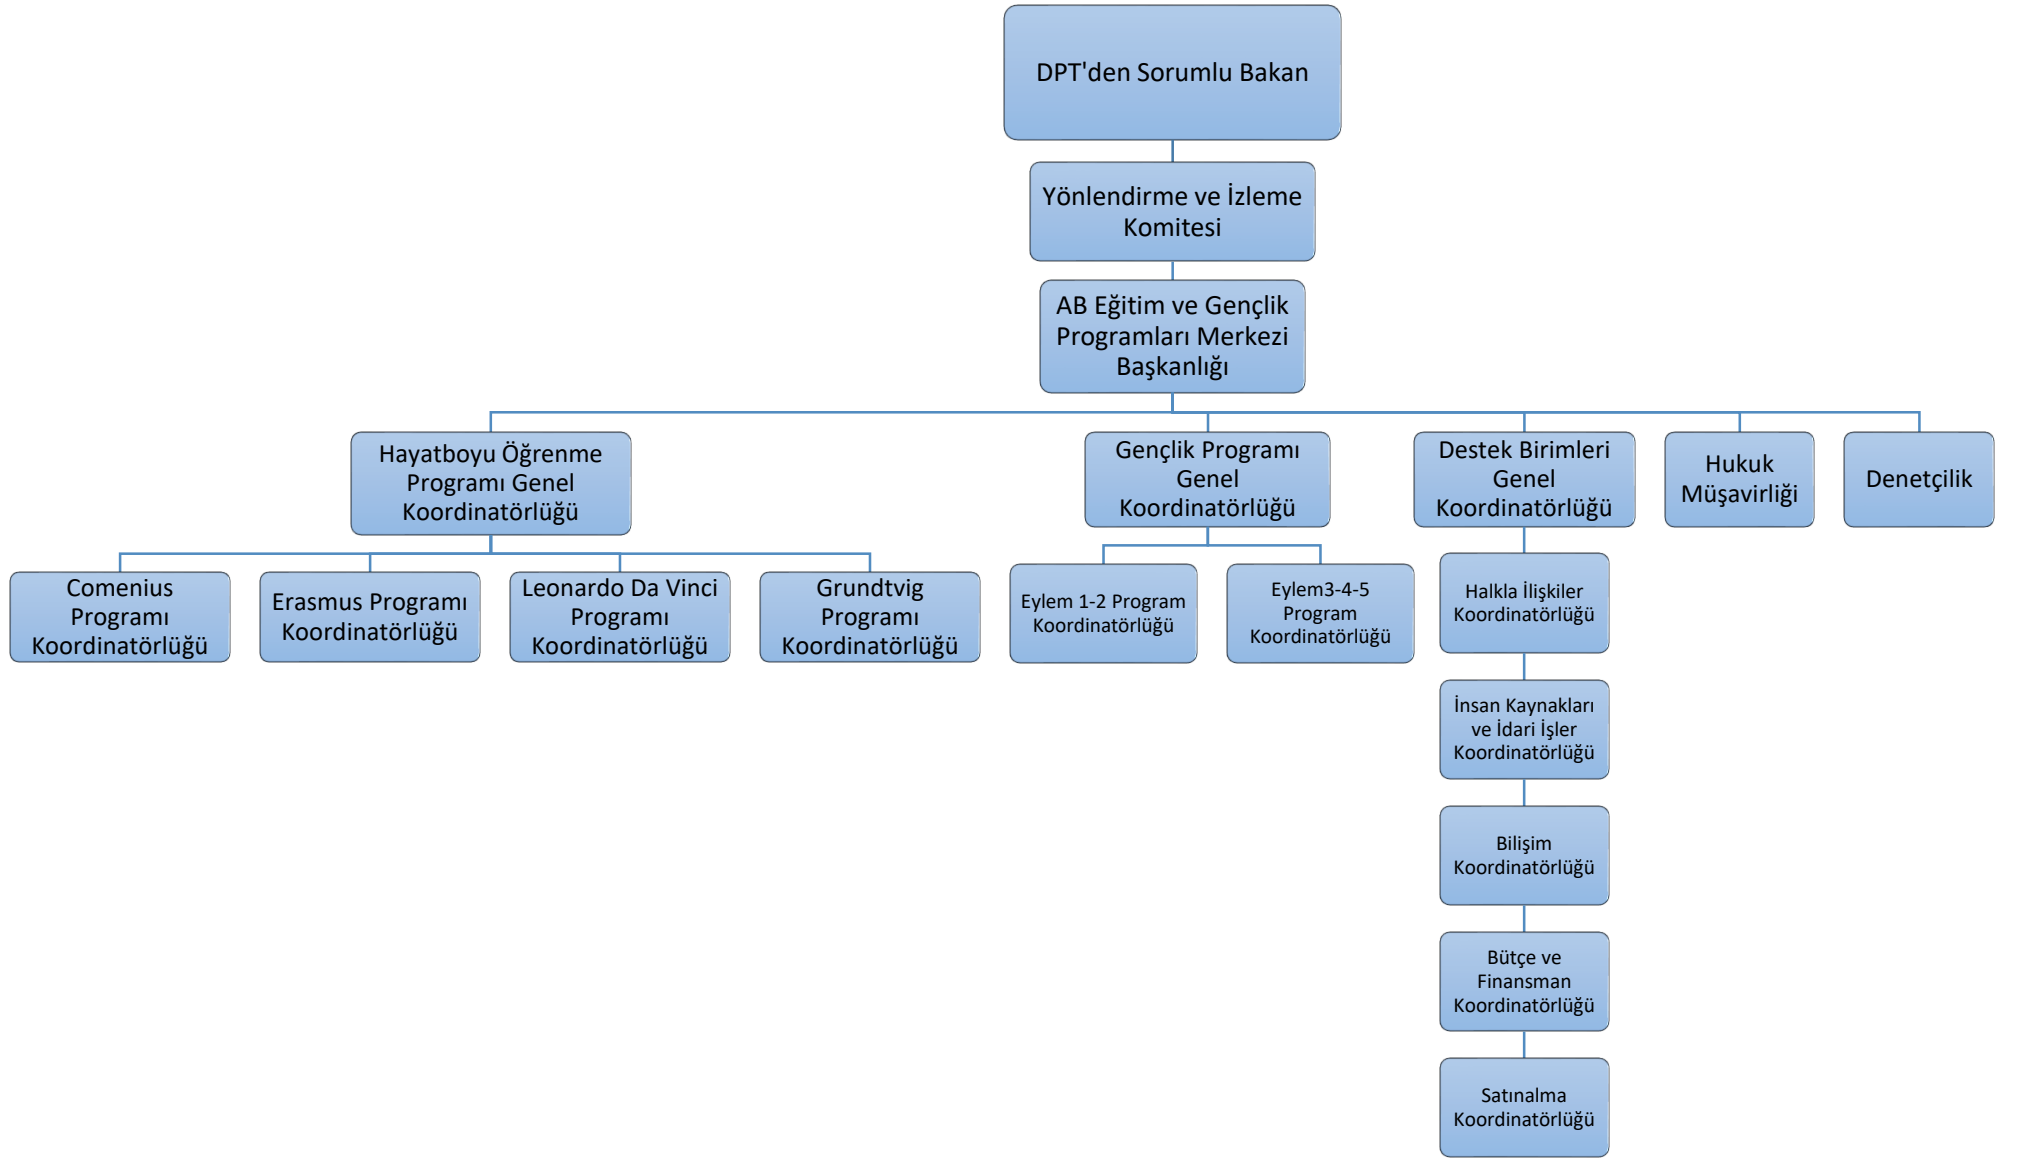 DPT'den Sorumlu Bakan
Yönlendirme ve İzleme
Komitesi
AB Eğitim ve Gençlik
Programları Merkezi
Başkanlığı
Hayatboyu Öğrenme
Programı Genel
Koordinatörlüğü
Gençlik Programı
Genel
Koordinatörlüğü
Destek Birimleri
Genel
Koordinatörlüğü
Hukuk
Müşavirliği
Denetçilik
Comenius
Programı
Koordinatörlüğü
Erasmus Programı
Koordinatörlüğü
Leonardo Da Vinci
Programı
Koordinatörlüğü
Grundtvig
Programı
Koordinatörlüğü
Eylem 1-2 Program
Koordinatörlüğü
Eylem3-4-5
Program
Koordinatörlüğü
Halkla İlişkiler
Koordinatörlüğü
İnsan Kaynakları
ve İdari İşler
Koordinatörlüğü
Bilişim
Koordinatörlüğü
Bütçe ve
Finansman
Koordinatörlüğü
Satınalma
Koordinatörlüğü